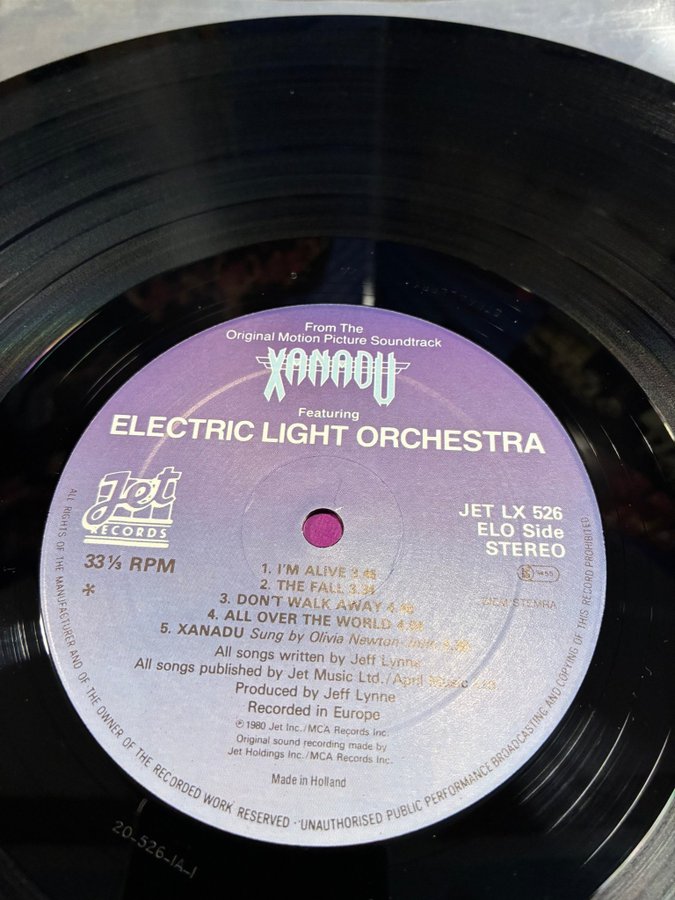 From The
Original Motion Picture Soundtrack
XANADU
Featuring
ELECTRIC LIGHT ORCHESTRA
Jet
RECORDS
33⅓ RPM
*
JET LX 526
ELO Side
STEREO
1. I'M ALIVE
2. THE FALL
3. DON'T WALK AWAY
4. ALL OVER THE WORLD
5. XANADU Sung by Olivia Newton-John
All songs written by Jeff Lynne
All songs published by Jet Music Ltd./April Music Ltd.
Produced by Jeff Lynne
Recorded in Europe
℗ 1980 Jet Inc./MCA Records Inc.
Original sound recording made by
Jet Holdings Inc./MCA Records Inc.
Made in Holland
ALL RIGHTS OF THE MANUFACTURER AND OF THE OWNER OF THE RECORDED WORK RESERVED · UNAUTHORISED PUBLIC PERFORMANCE BROADCASTING AND COPYING OF THIS RECORD PROHIBITED
20-526-1A-1